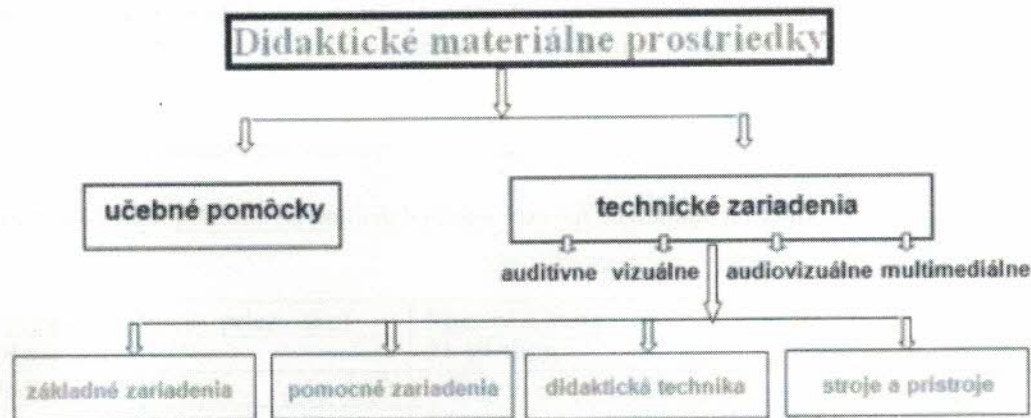 Didaktické materiálne prostriedky
učebné pomôcky
technické zariadenia
auditívne vizuálne audiovizuálne multimediálne
základné zariadenia
pomocné zariadenia
didaktická technika
stroje a prístroje